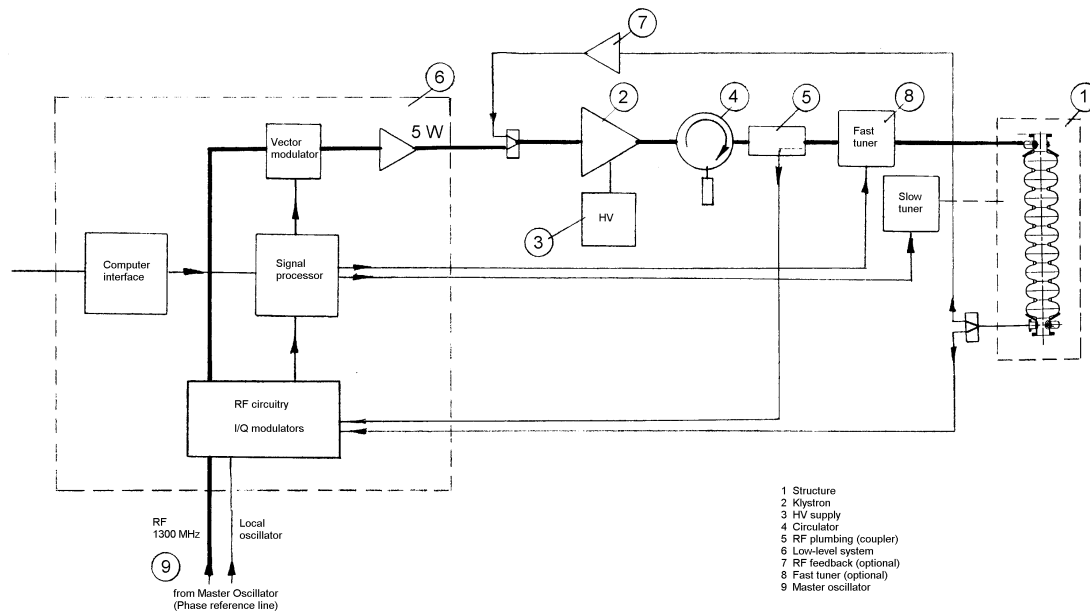 7
6
2
4
5
8
1
5 W
Vector
modulator
Fast
tuner
Slow
tuner
HV
3
Computer
interface
Signal
processor
RF circuitry
I/Q modulators
RF
1300 MHz
Local
oscillator
9
from Master Oscillator
(Phase reference line)
1 Structure
2 Klystron
3 HV supply
4 Circulator
5 RF plumbing (coupler)
6 Low-level system
7 RF feedback (optional)
8 Fast tuner (optional)
9 Master oscillator